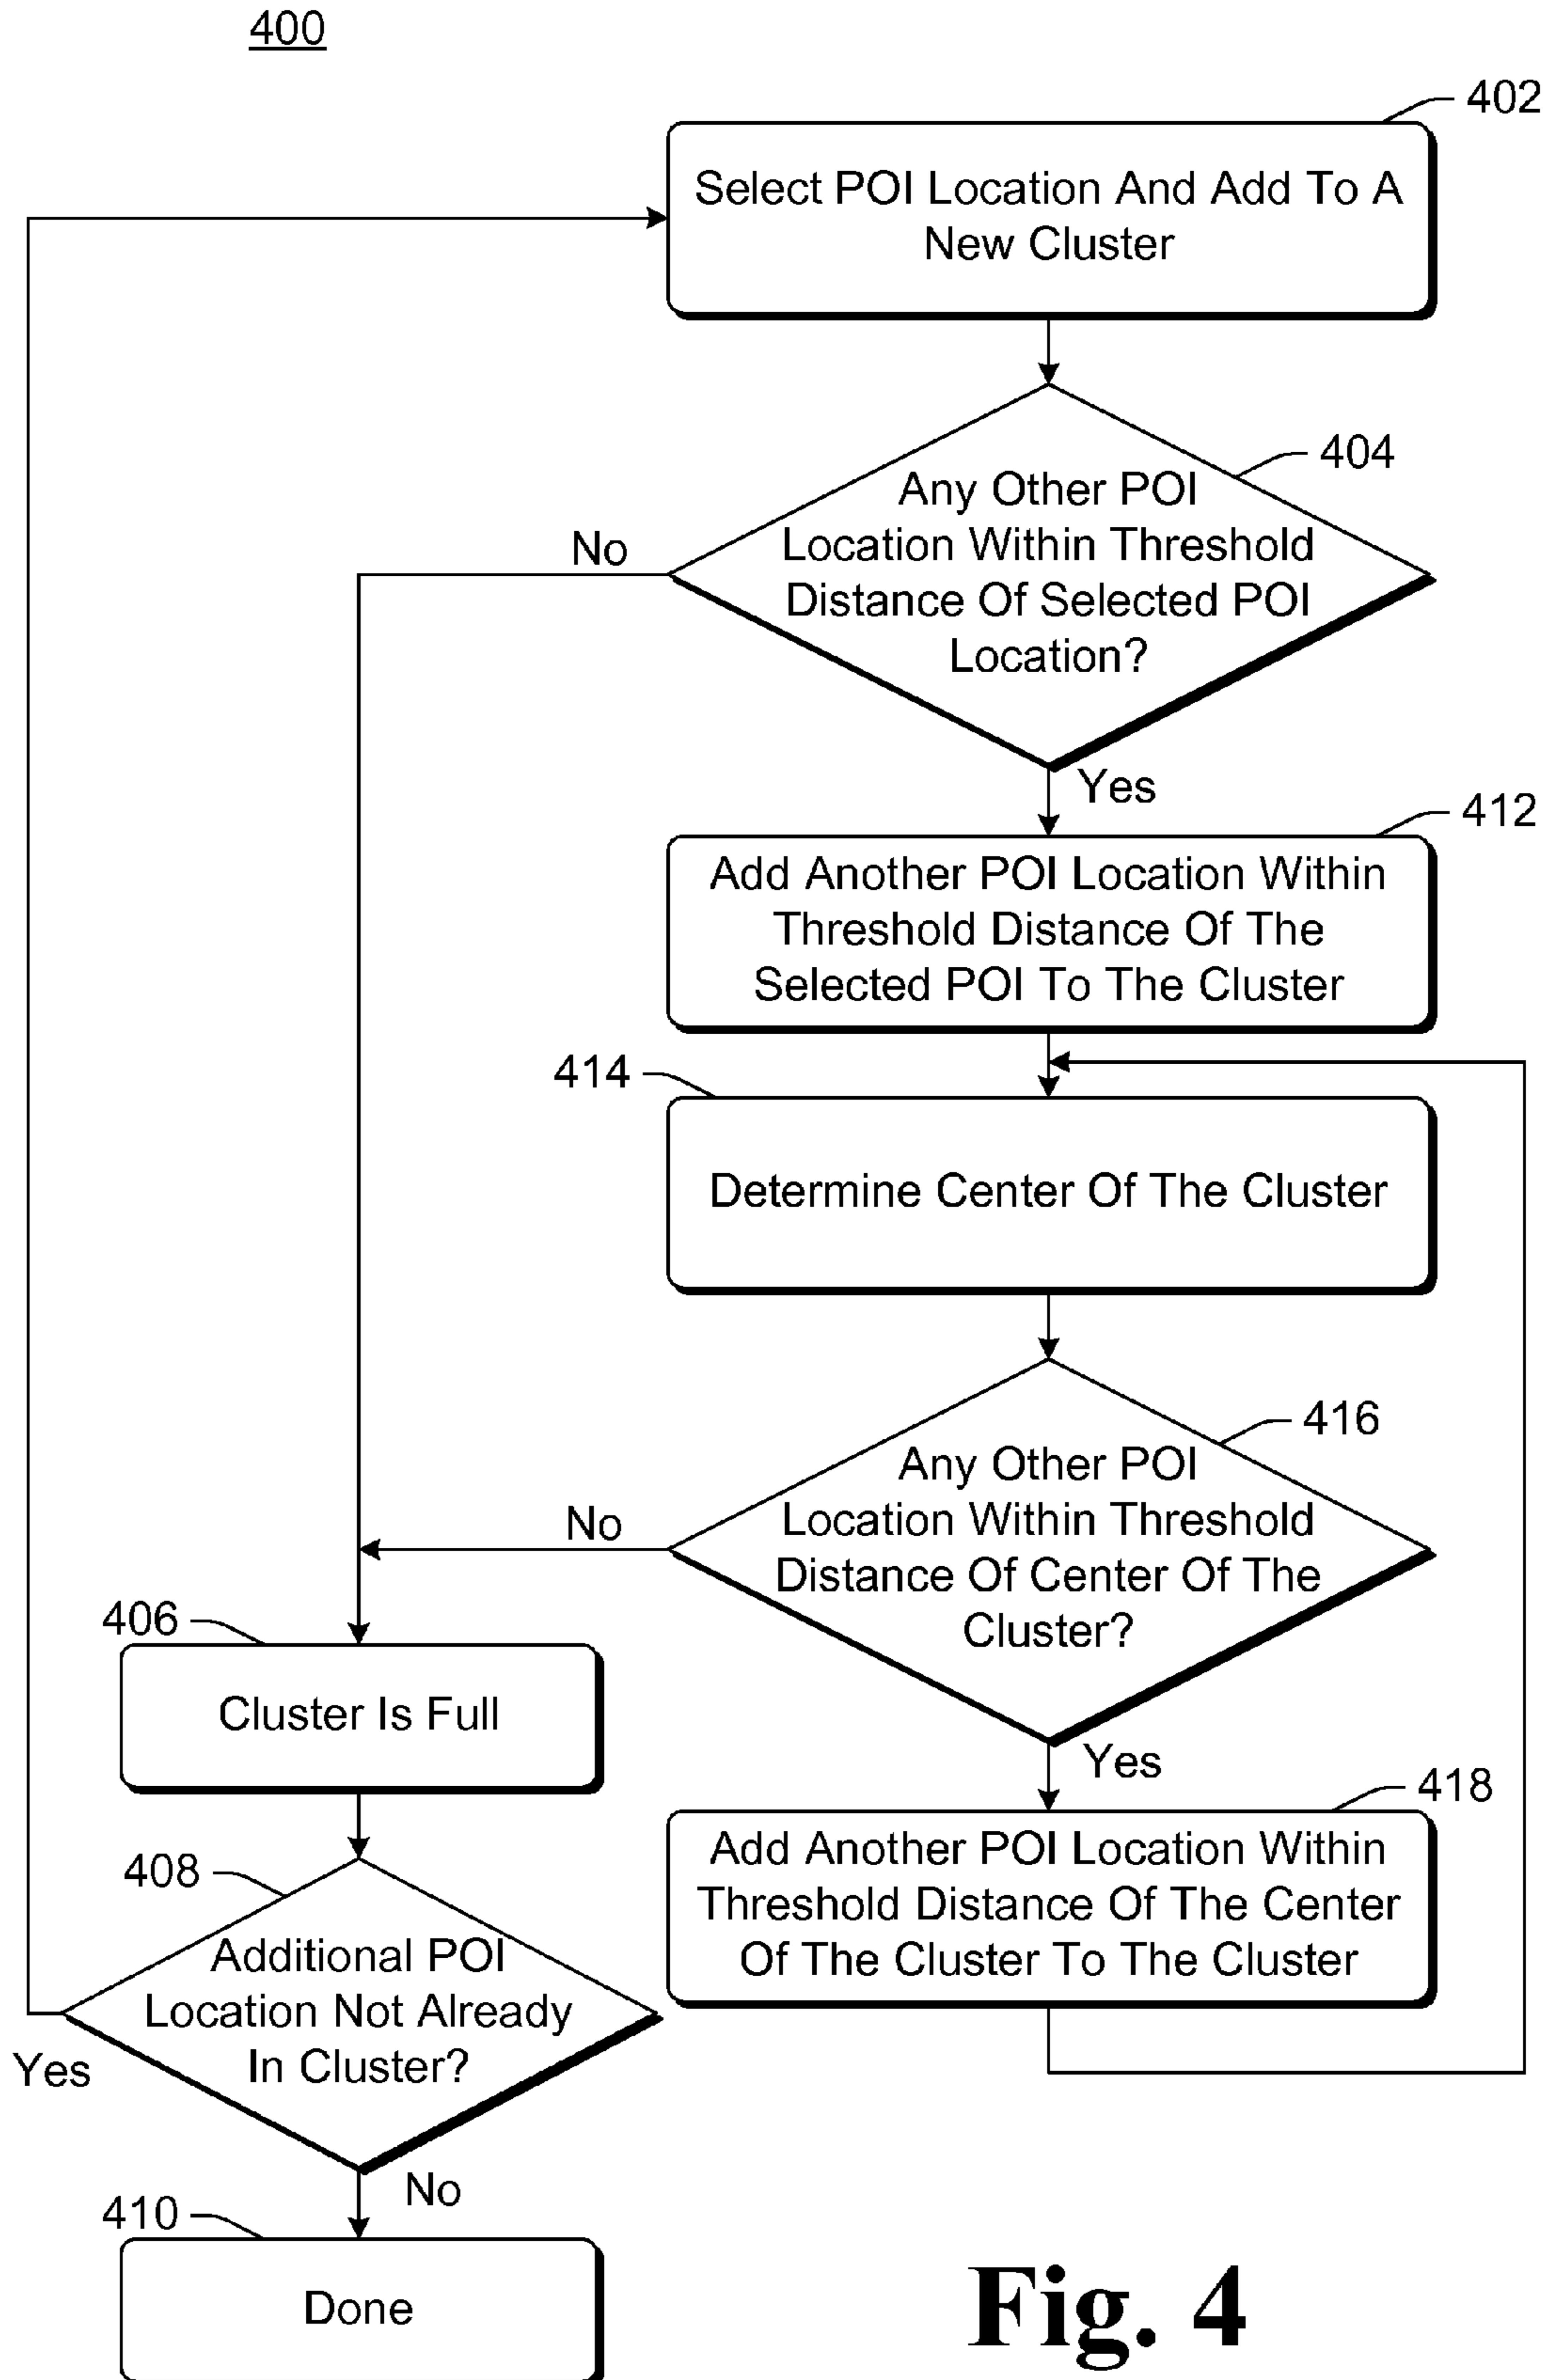 400
402
Select POI Location And Add To A
New Cluster
404
Any Other POI
Location Within Threshold
Distance Of Selected POI
Location?
No
Yes
412
Add Another POI Location Within
Threshold Distance Of The
Selected POI To The Cluster
414
Determine Center Of The Cluster
416
Any Other POI
Location Within Threshold
Distance Of Center Of The
Cluster?
No
Yes
406
Cluster Is Full
418
Add Another POI Location Within
Threshold Distance Of The Center
Of The Cluster To The Cluster
408
Additional POI
Location Not Already
In Cluster?
Yes
No
410
Done
Fig. 4